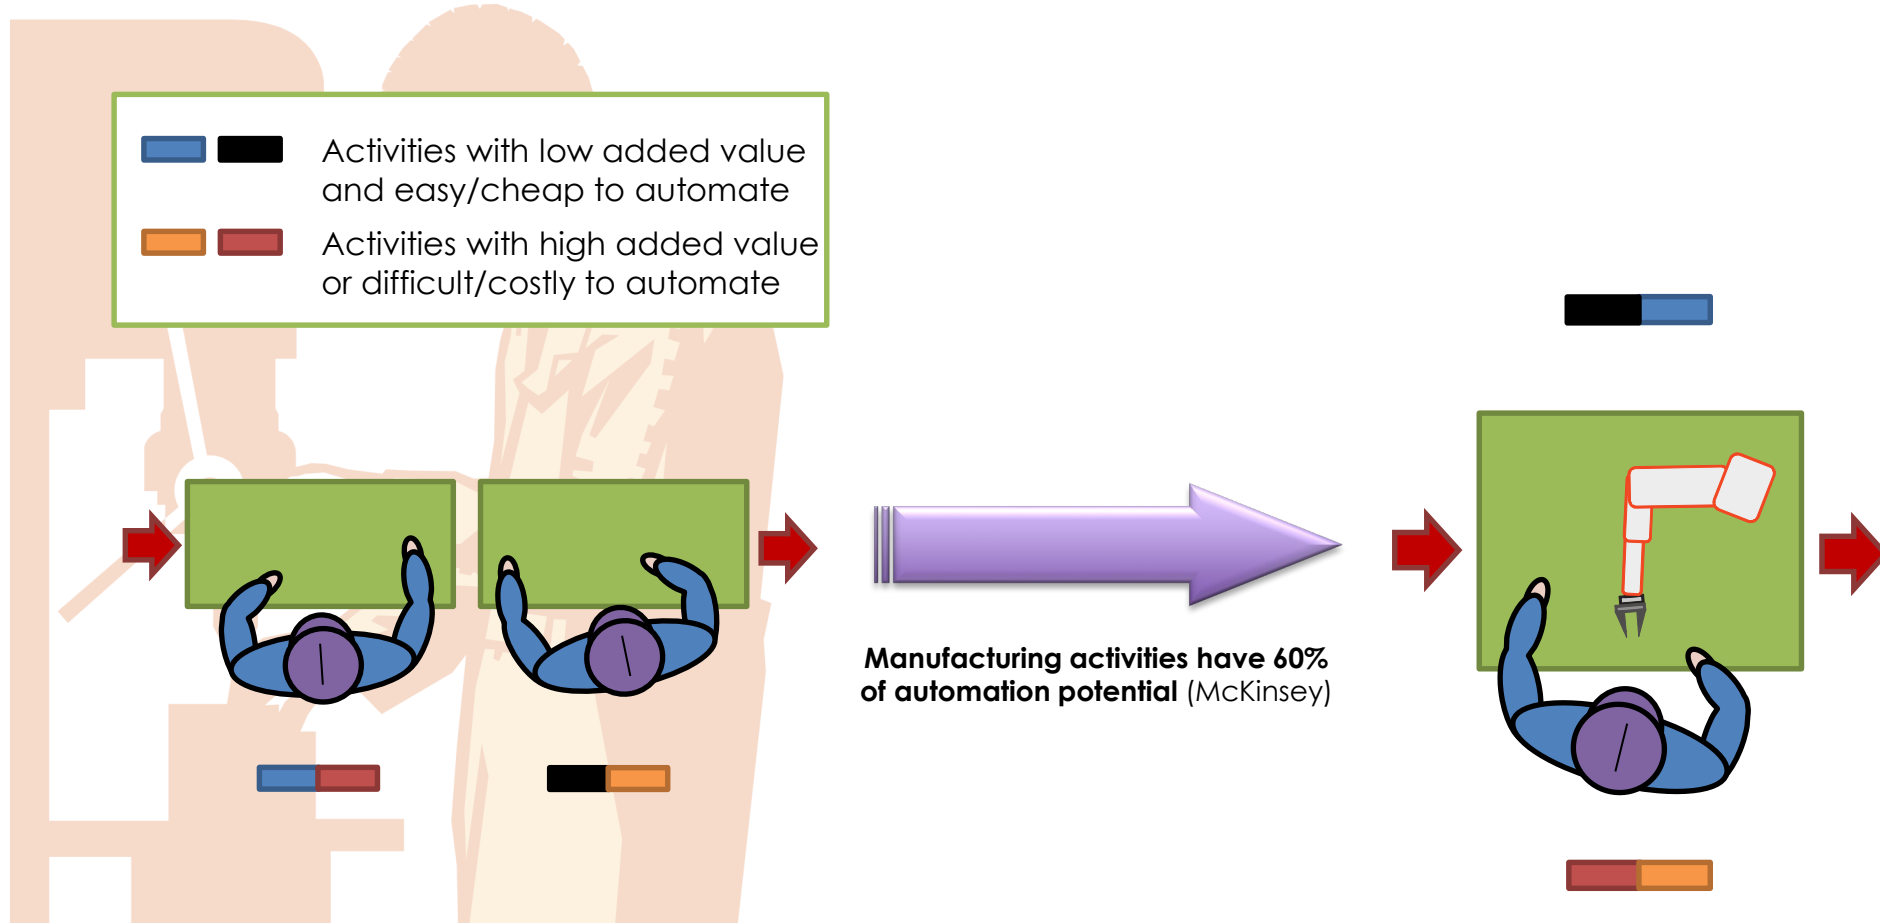 Activities with low added value
and easy/cheap to automate
Activities with high added value
or difficult/costly to automate
Manufacturing activities have 60%
of automation potential (McKinsey)